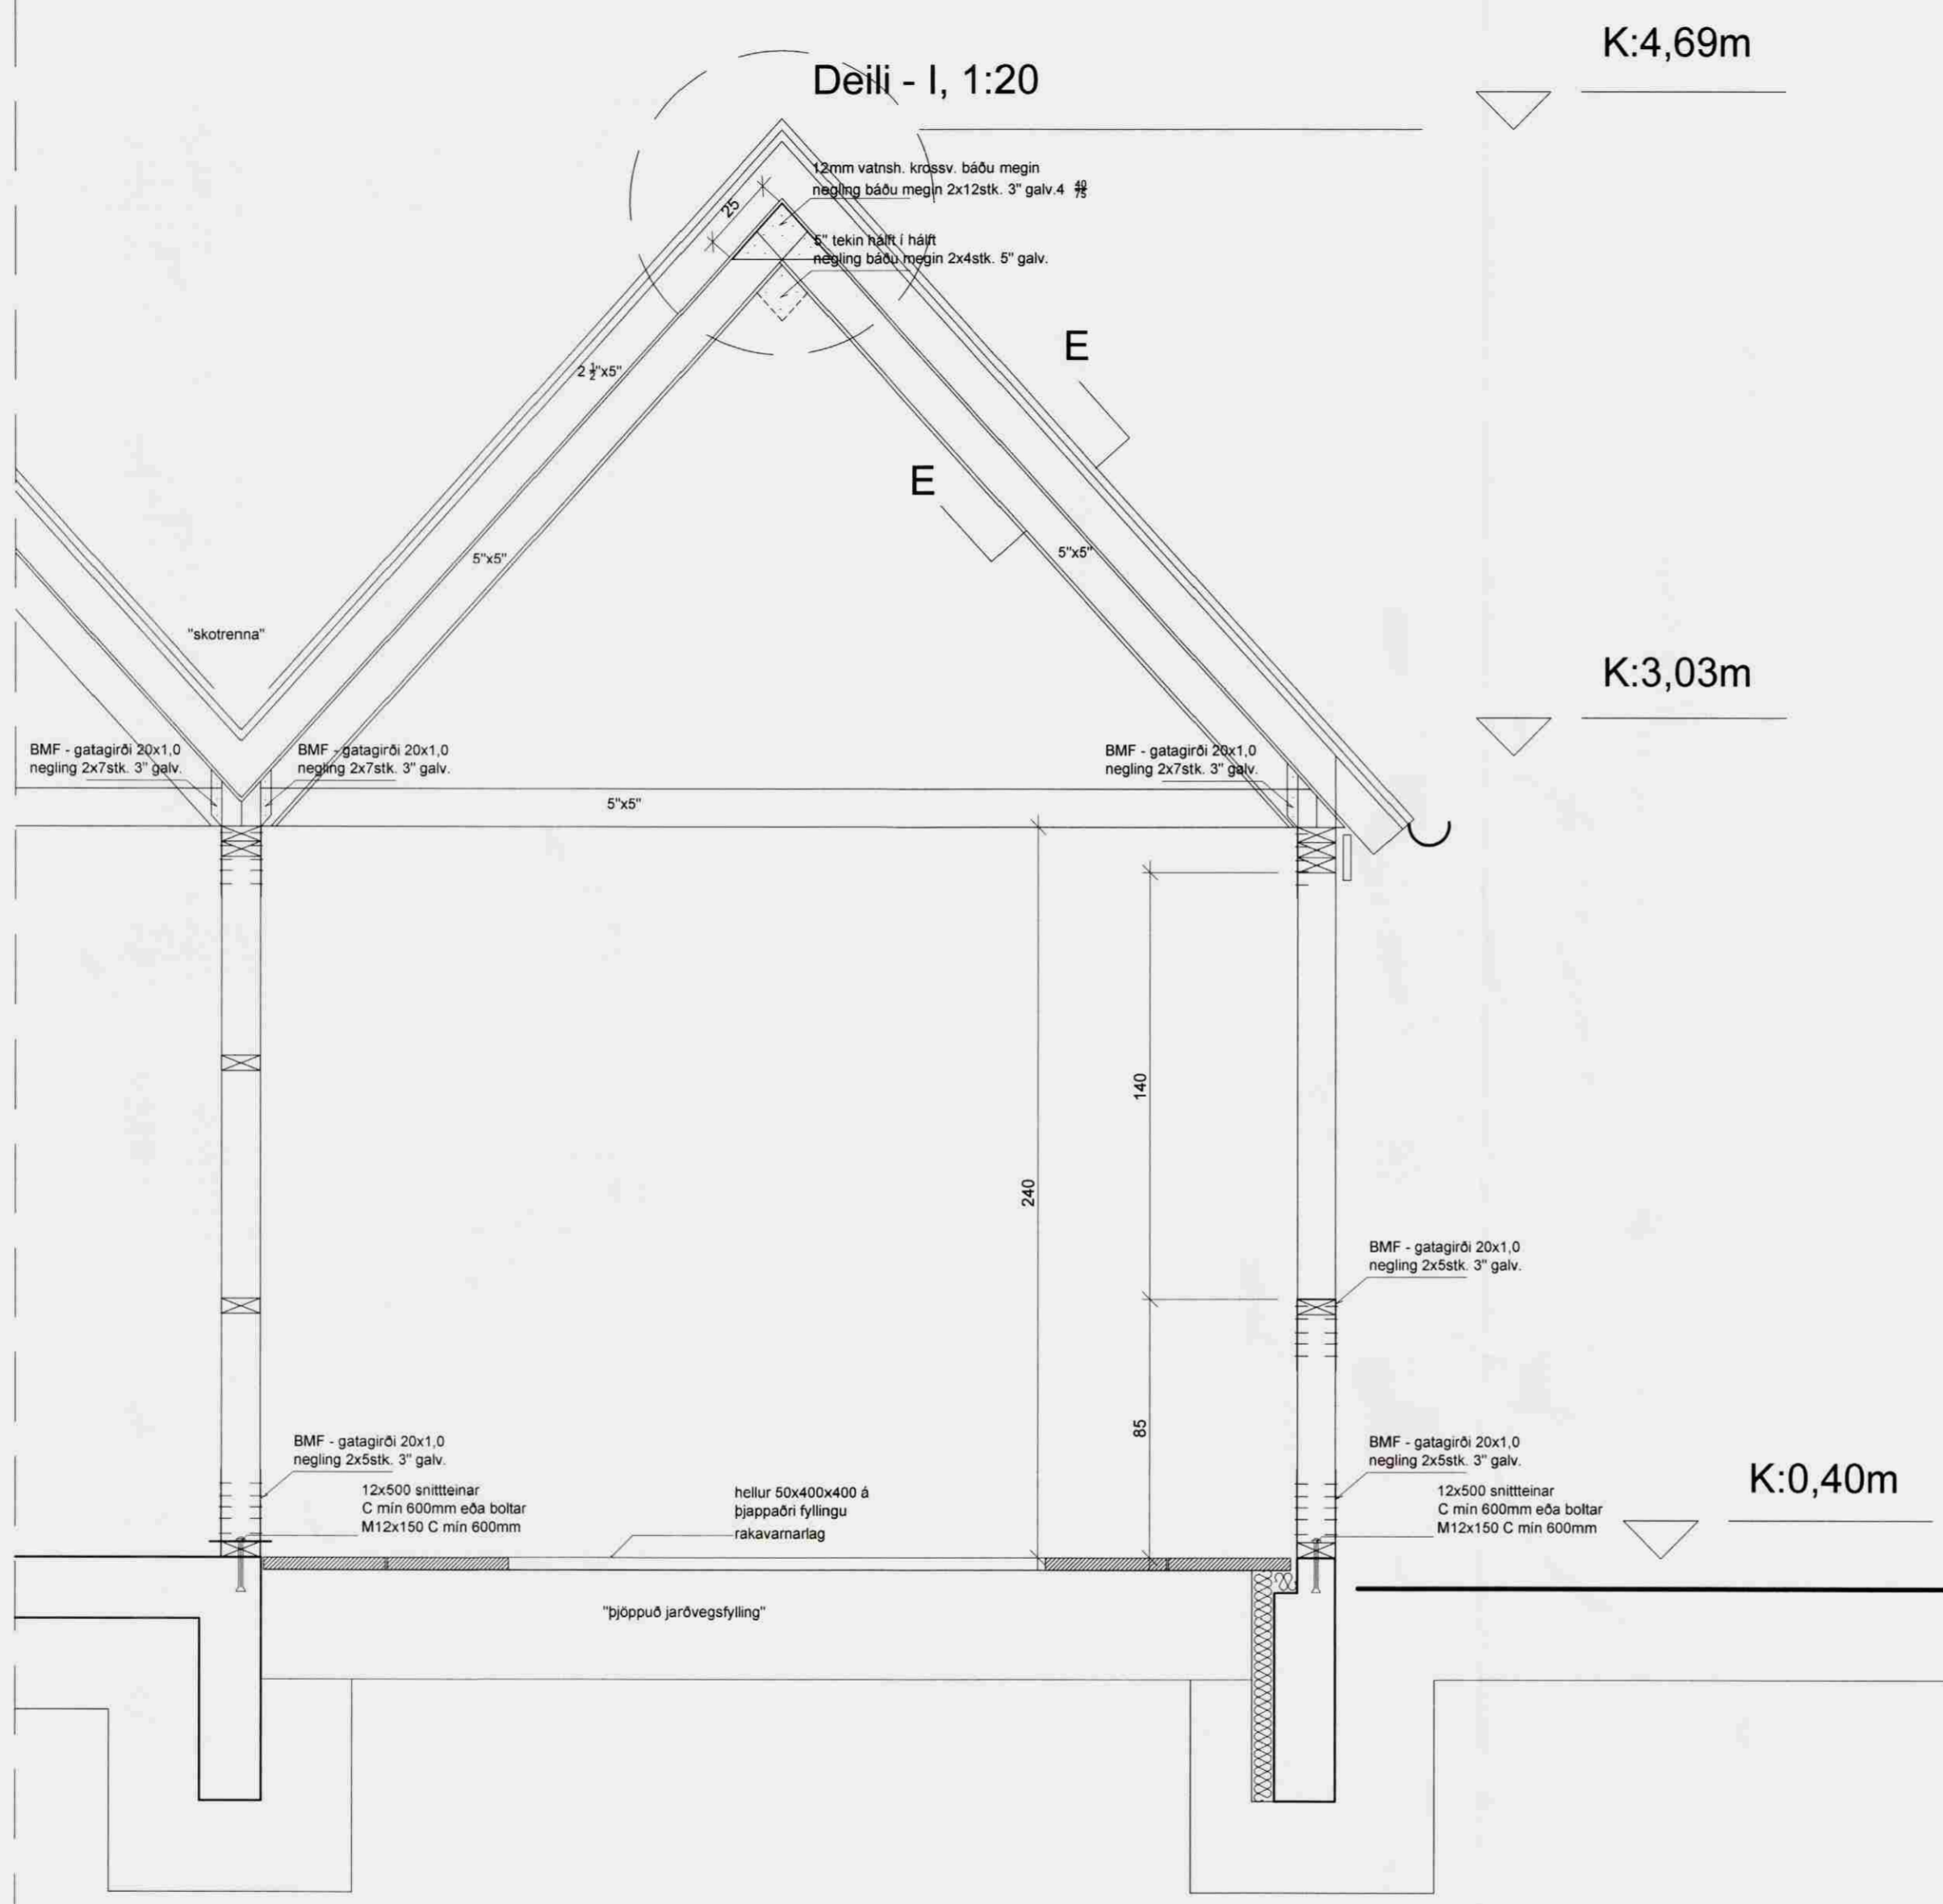 K:4,69m
Deili - I, 1:20
12mm vatnsh. krossv. báðu megin
negling báðu megin 2x12stk. 3" galv.4 40/75
25
5" tekin hálft í hálft
negling báðu megin 2x4stk. 5" galv.
E
2 1/2"x5"
E
5"x5"
5"x5"
"skotrenna"
K:3,03m
BMF - gatagirði 20x1,0
negling 2x7stk. 3" galv.
BMF - gatagirði 20x1,0
negling 2x7stk. 3" galv.
BMF - gatagirði 20x1,0
negling 2x7stk. 3" galv.
5"x5"
140
240
BMF - gatagirði 20x1,0
negling 2x5stk. 3" galv.
85
BMF - gatagirði 20x1,0
negling 2x5stk. 3" galv.
BMF - gatagirði 20x1,0
negling 2x5stk. 3" galv.
K:0,40m
12x500 snittteinar
C mín 600mm eða boltar
M12x150 C mín 600mm
hellur 50x400x400 á
þjappaðri fyllingu
rakavarnarlag
12x500 snittteinar
C mín 600mm eða boltar
M12x150 C mín 600mm
"þjöppuð jarðvegsfylling"